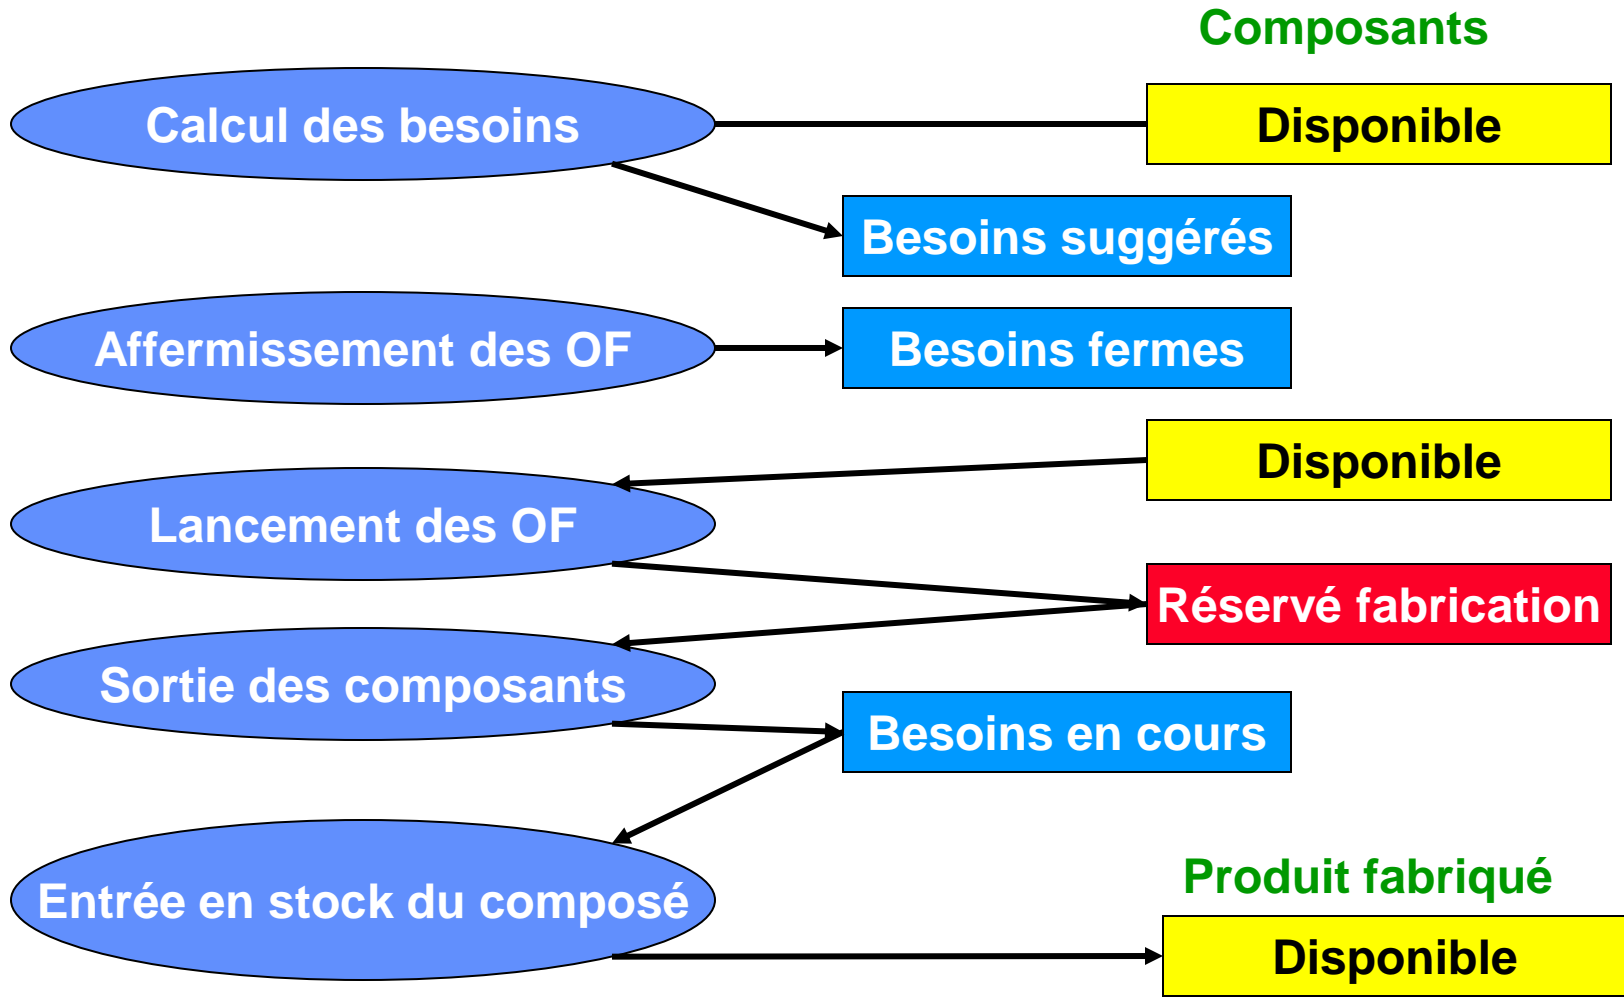 Composants
Calcul des besoins
Disponible
Besoins suggérés
Affermissement des OF
Besoins fermes
Disponible
Lancement des OF
Réservé fabrication
Sortie des composants
Besoins en cours
Entrée en stock du composé
Produit fabriqué
Disponible